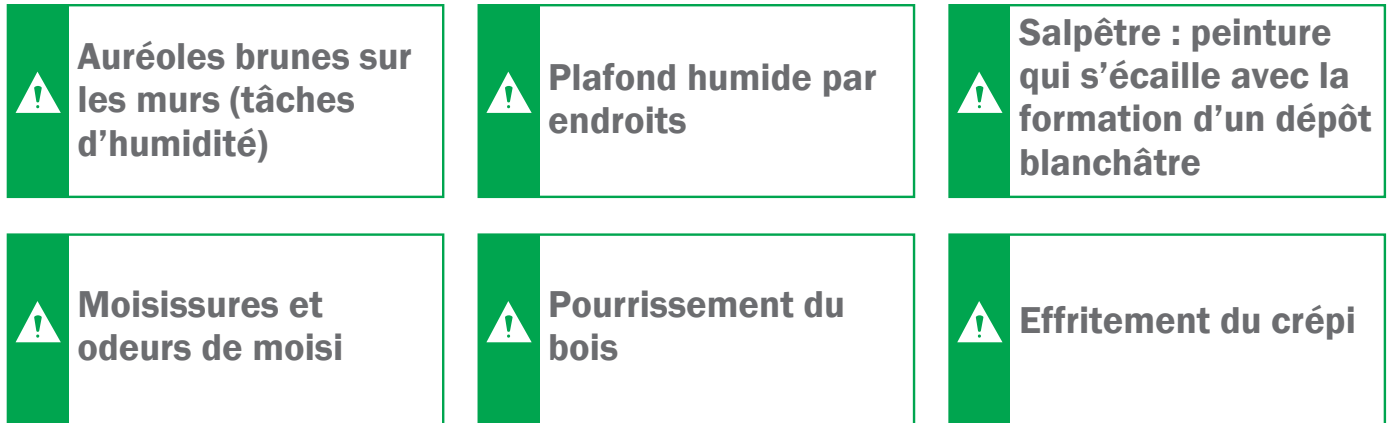 Auréoles brunes sur
les murs (tâches
d’humidité)
Plafond humide par
endroits
Salpêtre : peinture
qui s’écaille avec la
formation d’un dépôt
blanchâtre
Moisissures et
odeurs de moisi
Pourrissement du
bois
Effritement du crépi